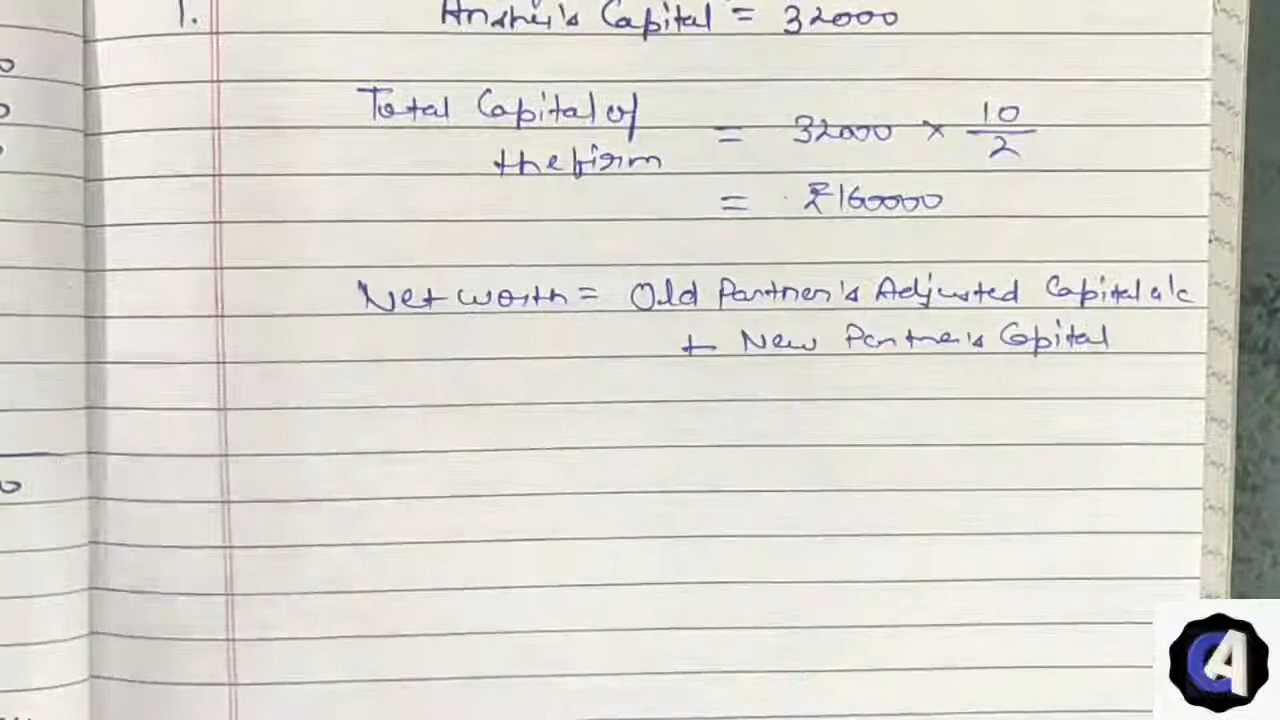 1. Anshu's Capital = 32000
Total Capital of
the firm = 32000 × 10/2
= ₹160000
Net worth = Old Partner's Adjusted Capital a/c
+ New Partner's Capital
CA